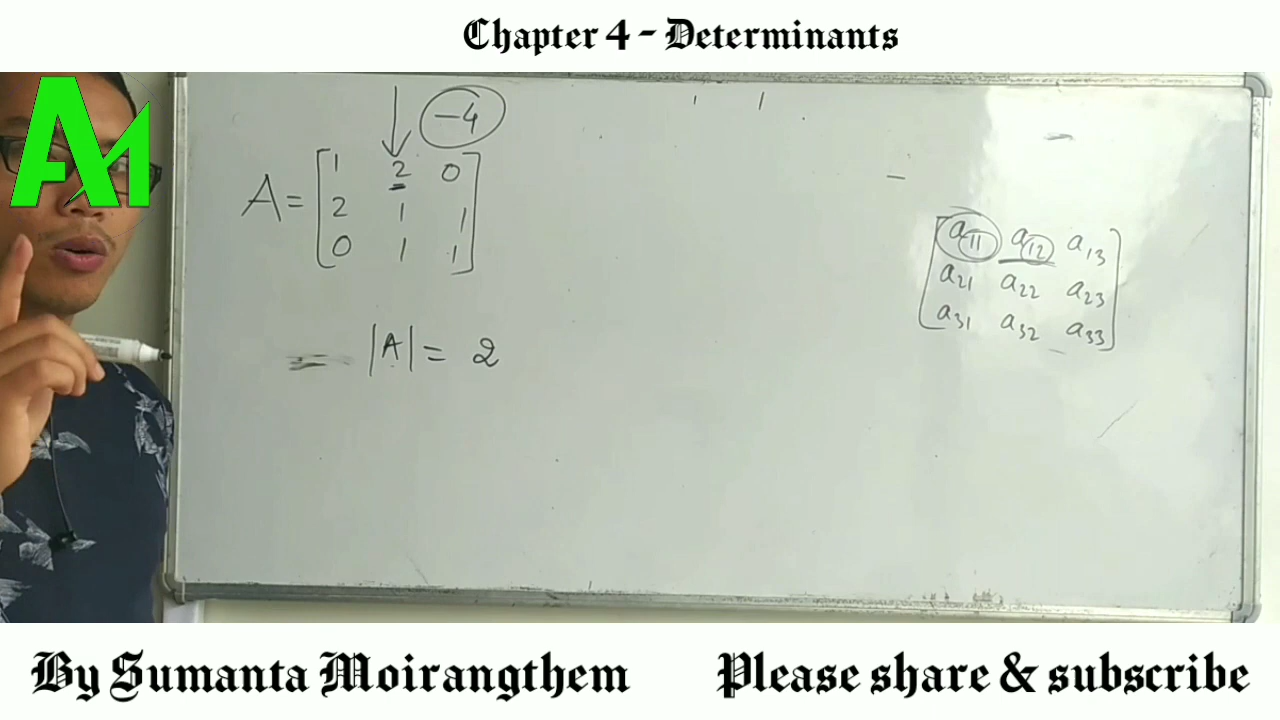 Chapter 4 - Determinants
AM
-4
A = [1 2 0
2 1 1
0 1 1]
|A| = 2
[a₁₁ a₁₂ a₁₃
a₂₁ a₂₂ a₂₃
a₃₁ a₃₂ a₃₃]
By Sumanta Moirangthem
Please share & subscribe